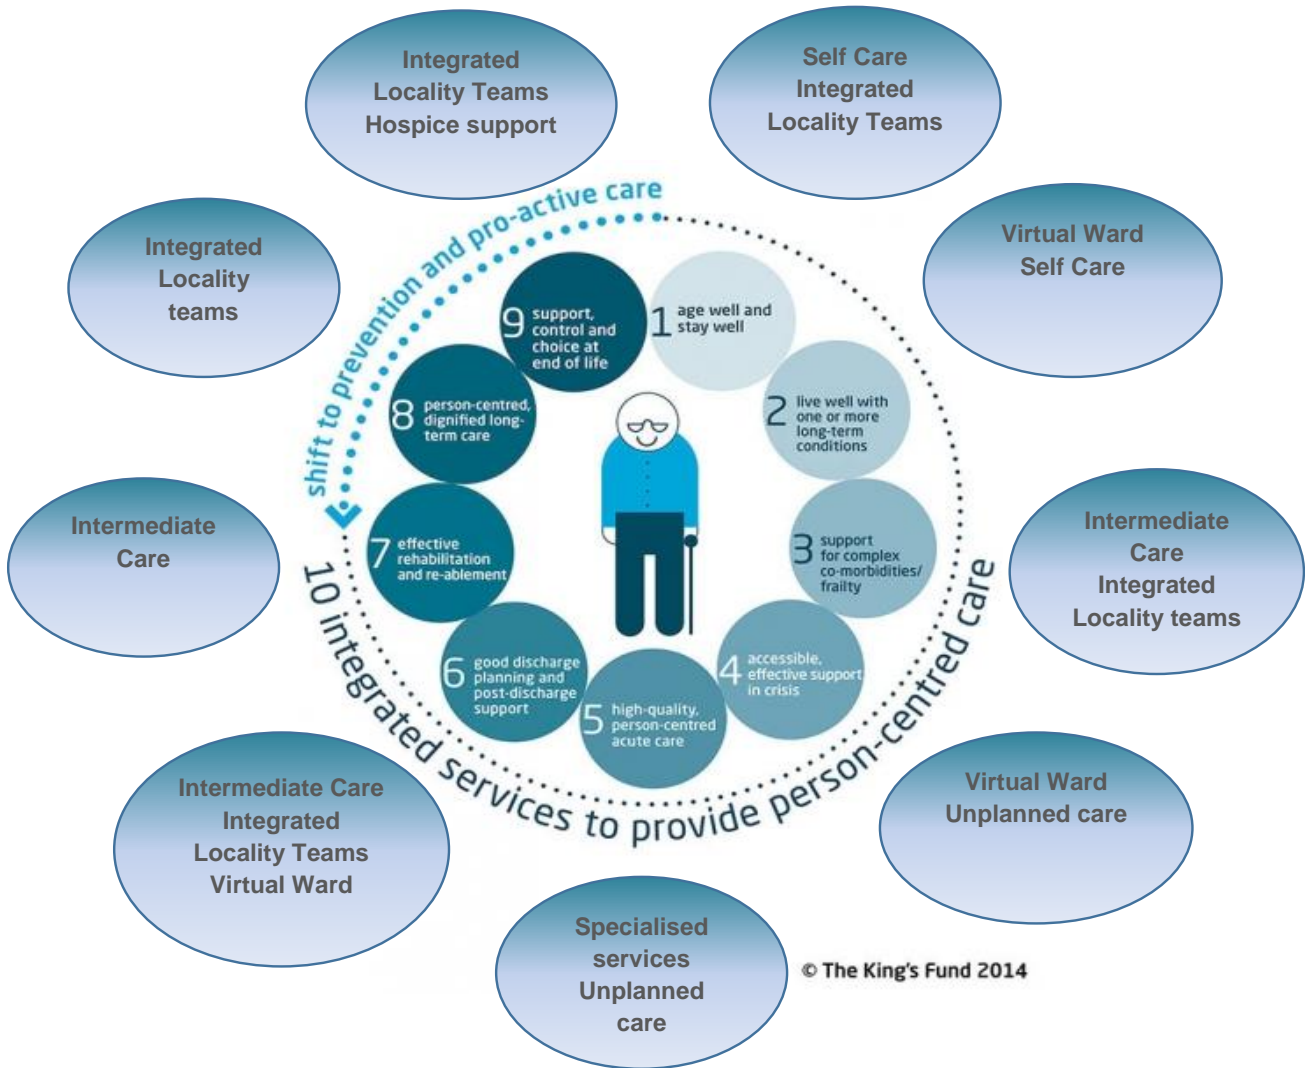 Integrated
Locality Teams
Hospice support
Self Care
Integrated
Locality Teams
Integrated
Locality
teams
Virtual Ward
Self Care
shift to prevention and pro-active care
9 support,
control and
choice at
end of life
1 age well and
stay well
8 person-centred,
dignified long-
term care
2 live well with
one or more
long-term
conditions
Intermediate
Care
7 effective
rehabilitation
and re-ablement
3 support
for complex
co-morbidities/
frailty
Intermediate
Care
Integrated
Locality teams
6 good discharge
planning and
post-discharge
support
4 accessible,
effective support
in crisis
5 high-quality,
person-centred
acute care
10 integrated services to provide person-centred care
Intermediate Care
Integrated
Locality Teams
Virtual Ward
Virtual Ward
Unplanned care
Specialised
services
Unplanned
care
© The King's Fund 2014